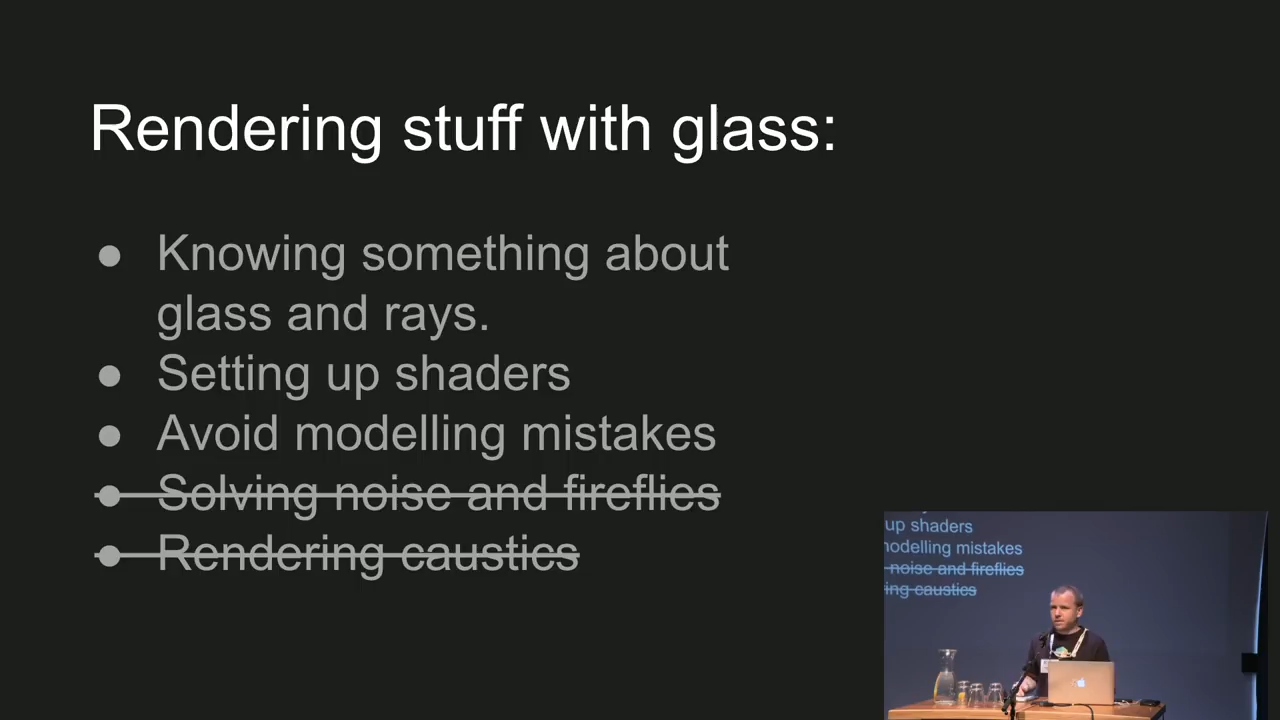 Rendering stuff with glass:
● Knowing something about
glass and rays.
● Setting up shaders
● Avoid modelling mistakes
● Solving noise and fireflies
● Rendering caustics
up shaders
modelling mistakes
noise and fireflies
ing caustics